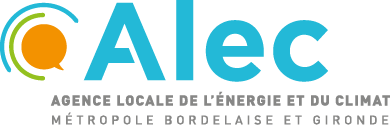 Alec
AGENCE LOCALE DE L'ÉNERGIE ET DU CLIMAT
MÉTROPOLE BORDELAISE ET GIRONDE